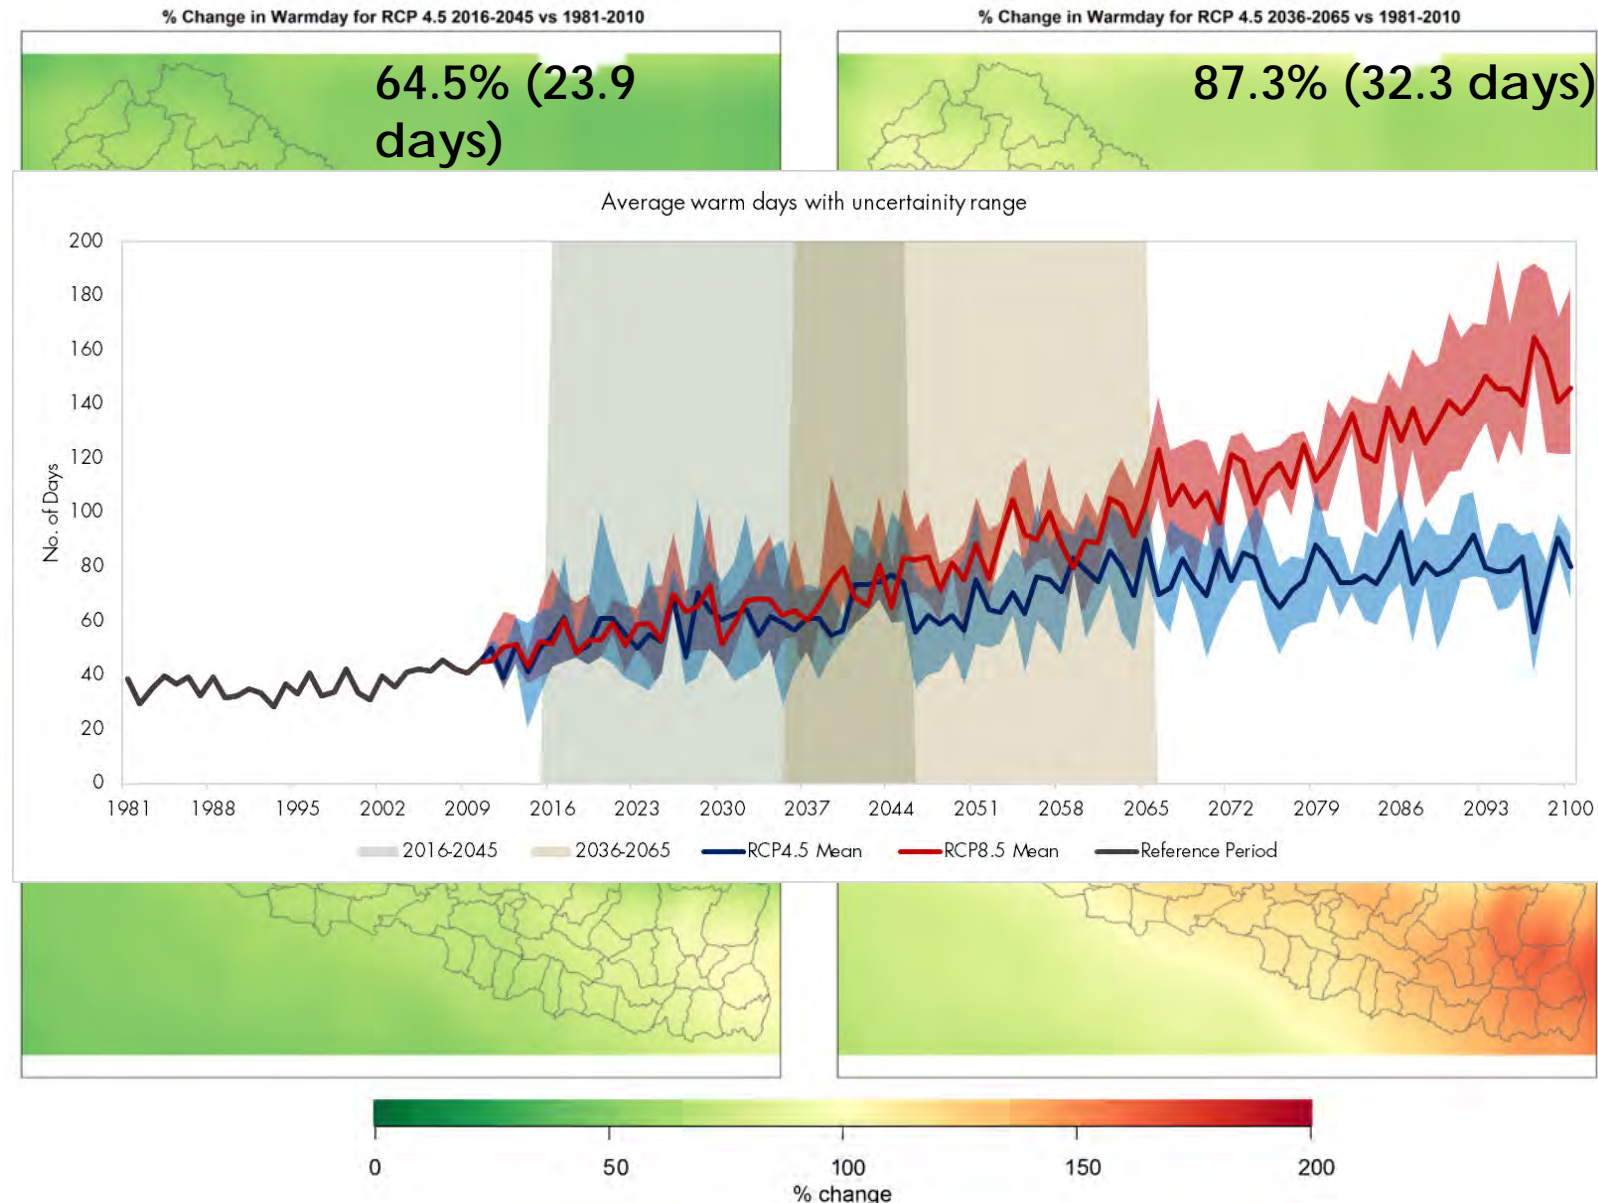 % Change in Warmday for RCP 4.5 2016-2045 vs 1981-2010
% Change in Warmday for RCP 4.5 2036-2065 vs 1981-2010
64.5% (23.9
days)
87.3% (32.3 days)
Average warm days with uncertainity range
No. of Days
200
180
160
140
120
100
80
60
40
20
0
1981 1988 1995 2002 2009 2016 2023 2030 2037 2044 2051 2058 2065 2072 2079 2086 2093 2100
2016-2045 2036-2065 RCP4.5 Mean RCP8.5 Mean Reference Period
0 50 100 150 200
% change